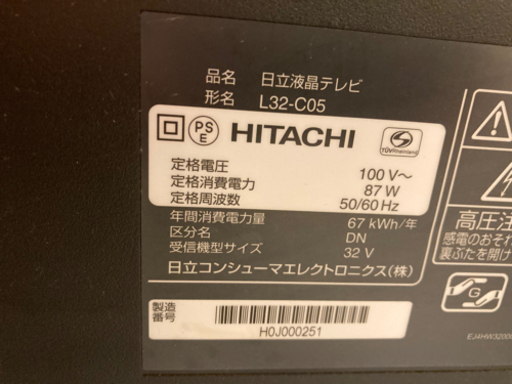 品名 日立液晶テレビ
形名 L32-C05
PS E HITACHI TÜVRheinland
定格電圧 100 V～
定格消費電力 87 W
定格周波数 50/60 Hz
年間消費電力量 67 kWh/年
区分名 DN
受信機型サイズ 32 V
日立コンシューマエレクトロニクス(株)
製造番号 H0J000251
高圧注
感電のおそれ
裏ぶたを開け
G